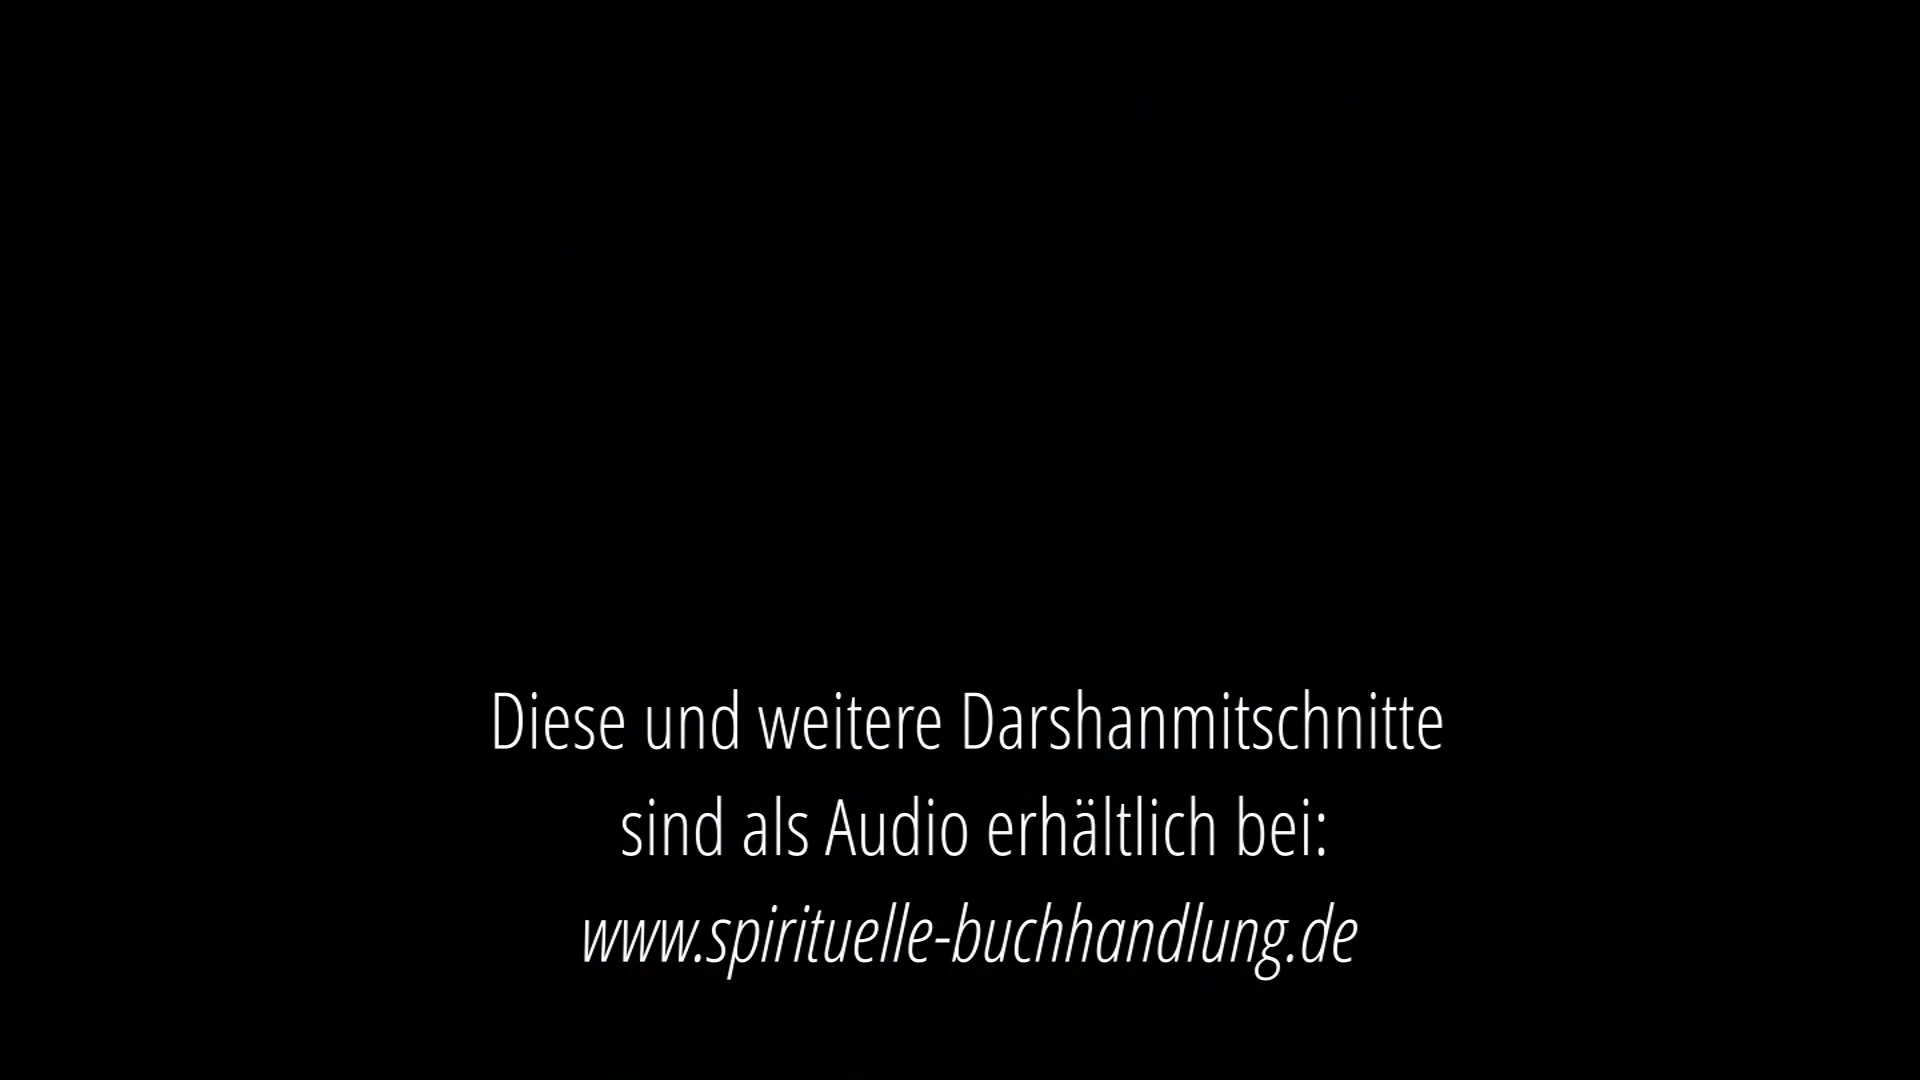 Diese und weitere Darshanmitschnitte
sind als Audio erhältlich bei:
www.spirituelle-buchhandlung.de